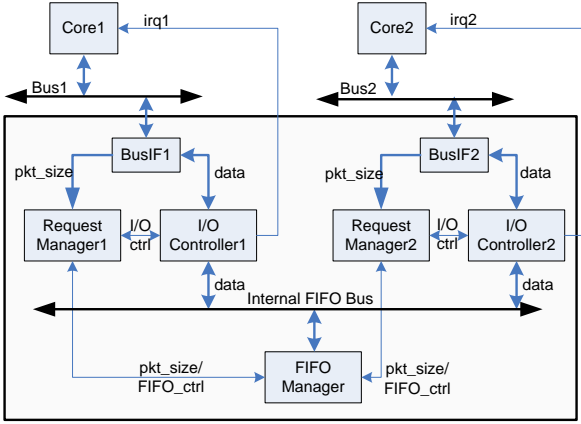 Core1
irq1
Core2
irq2
Bus1
Bus2
BusIF1
BusIF2
pkt_size
data
pkt_size
data
Request
Manager1
I/O
ctrl
I/O
Controller1
Request
Manager2
I/O
ctrl
I/O
Controller2
data
data
Internal FIFO Bus
pkt_size/
FIFO_ctrl
FIFO
Manager
pkt_size/
FIFO_ctrl